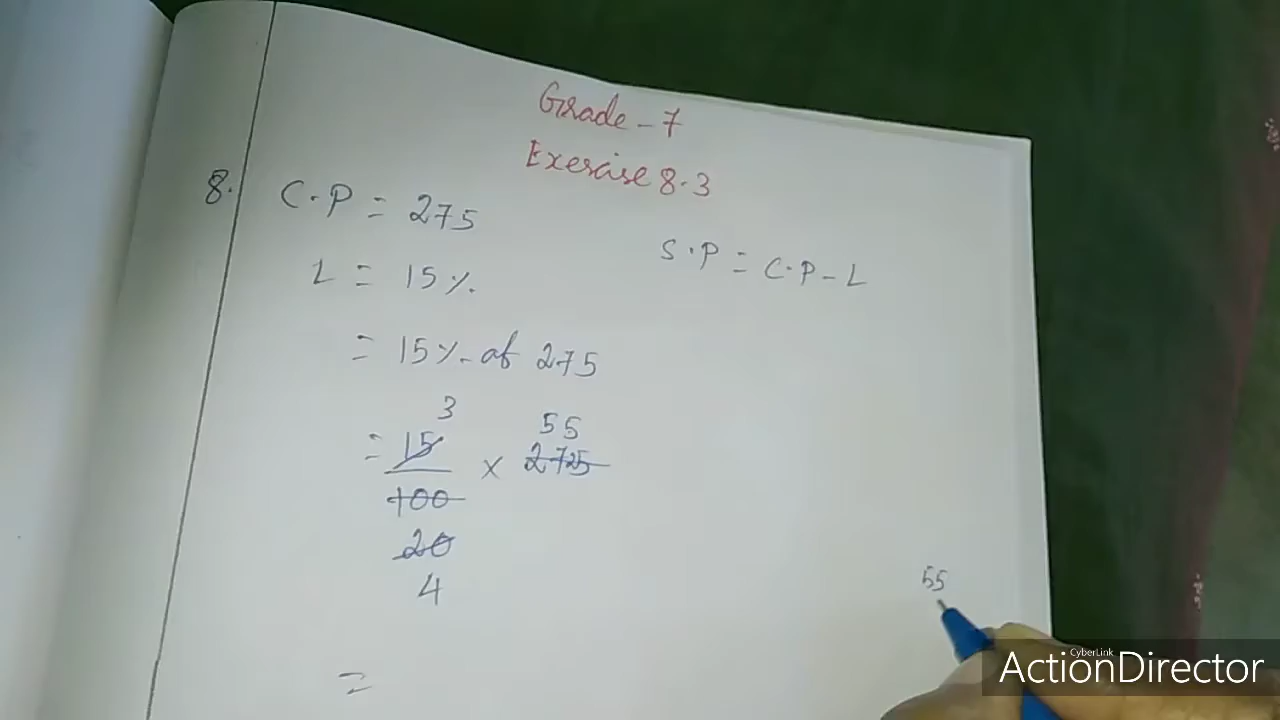 Grade - 7
Exercise 8.3
8. C.P = 275
S.P = C.P - L
L = 15%
= 15% of 275
3 55
= 15 × 275
100
20
4
55
=
CyberLink
ActionDirector